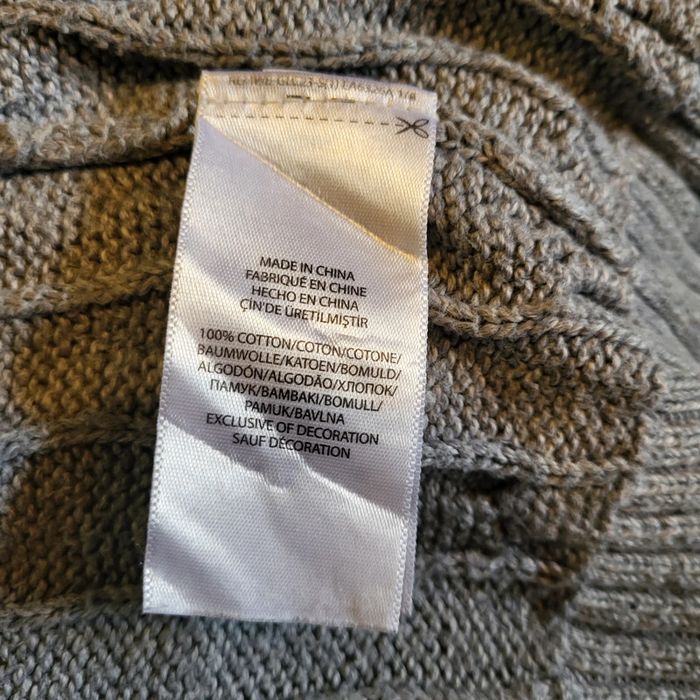 MADE IN CHINA
FABRIQUÉ EN CHINE
HECHO EN CHINA
ÇİN'DE ÜRETİLMİŞTİR
100% COTTON/COTON/COTONE/
BAUMWOLLE/KATOEN/BOMULD/
ALGODÓN/ALGODÃO/ХЛОПОК/
ПАМУК/BAMBAKI/BOMULL/
PAMUK/BAVLNA
EXCLUSIVE OF DECORATION
SAUF DÉCORATION